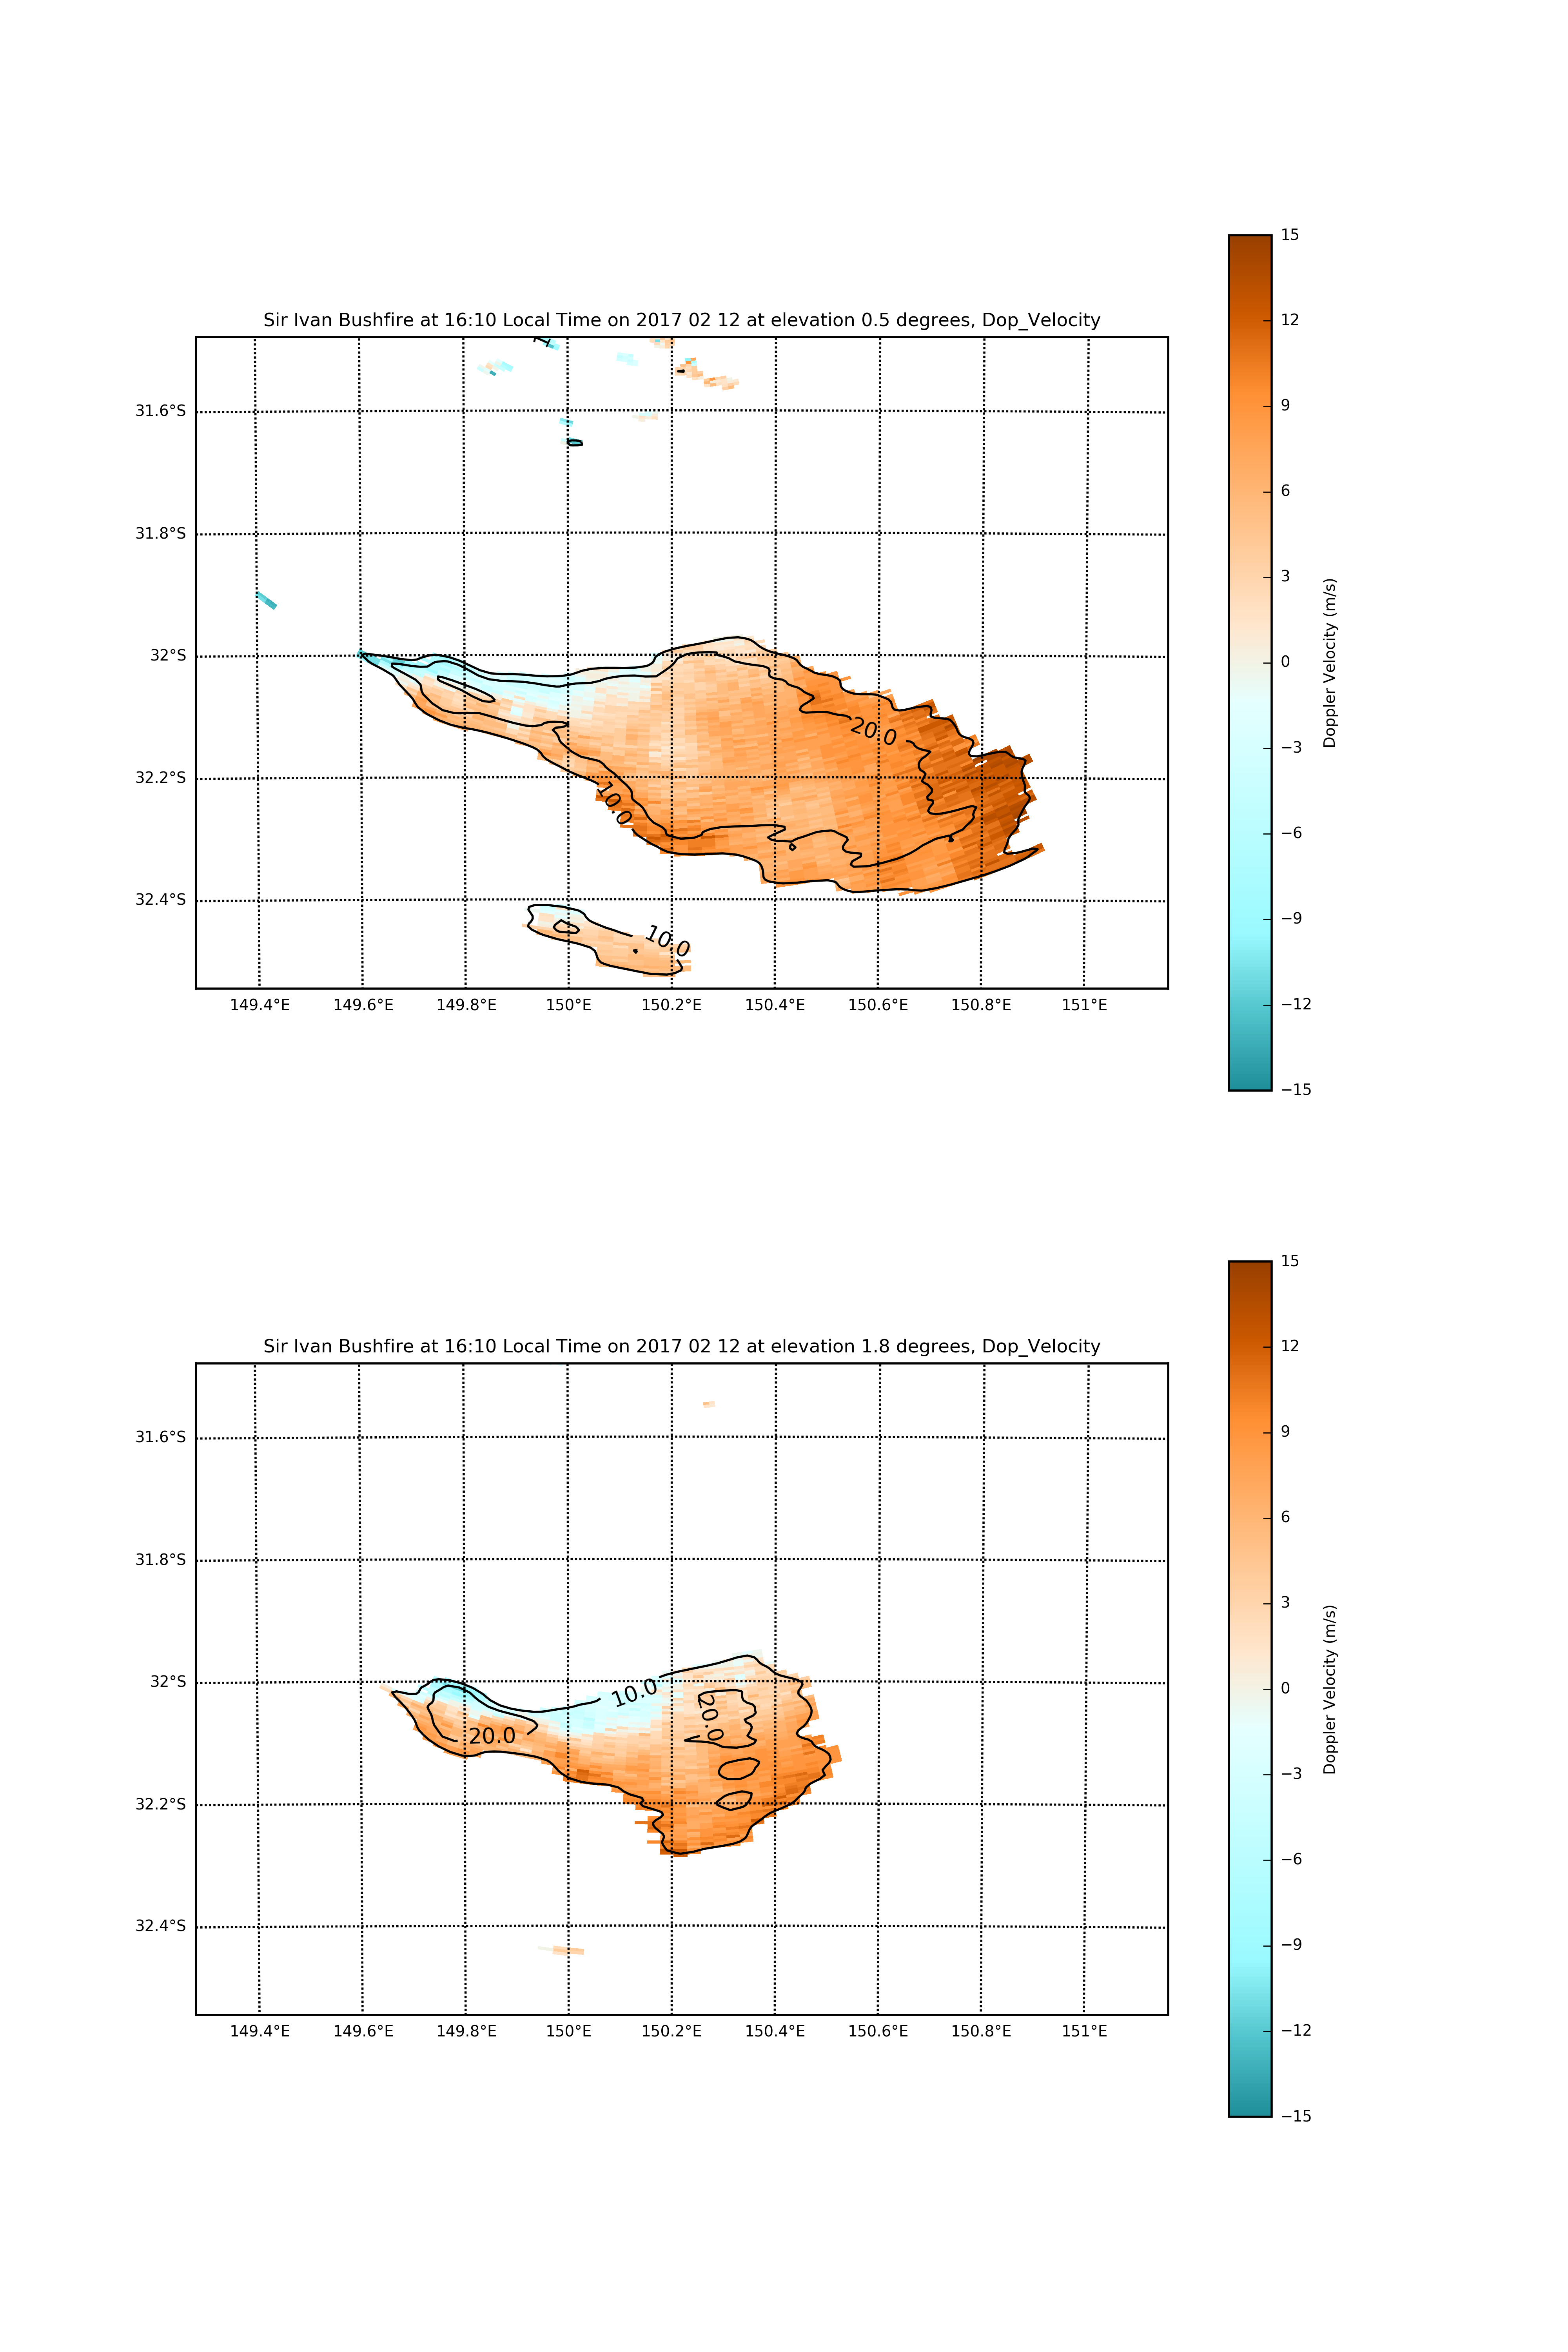 Sir Ivan Bushfire at 16:10 Local Time on 2017 02 12 at elevation 0.5 degrees, Dop_Velocity
31.6°S
31.8°S
32°S
32.2°S
32.4°S
20.0
10.0
10.0
149.4°E
149.6°E
149.8°E
150°E
150.2°E
150.4°E
150.6°E
150.8°E
151°E
15
12
9
6
3
0
−3
−6
−9
−12
−15
Doppler Velocity (m/s)
Sir Ivan Bushfire at 16:10 Local Time on 2017 02 12 at elevation 1.8 degrees, Dop_Velocity
31.6°S
31.8°S
32°S
32.2°S
32.4°S
10.0
20.0
20.0
149.4°E
149.6°E
149.8°E
150°E
150.2°E
150.4°E
150.6°E
150.8°E
151°E
15
12
9
6
3
0
−3
−6
−9
−12
−15
Doppler Velocity (m/s)